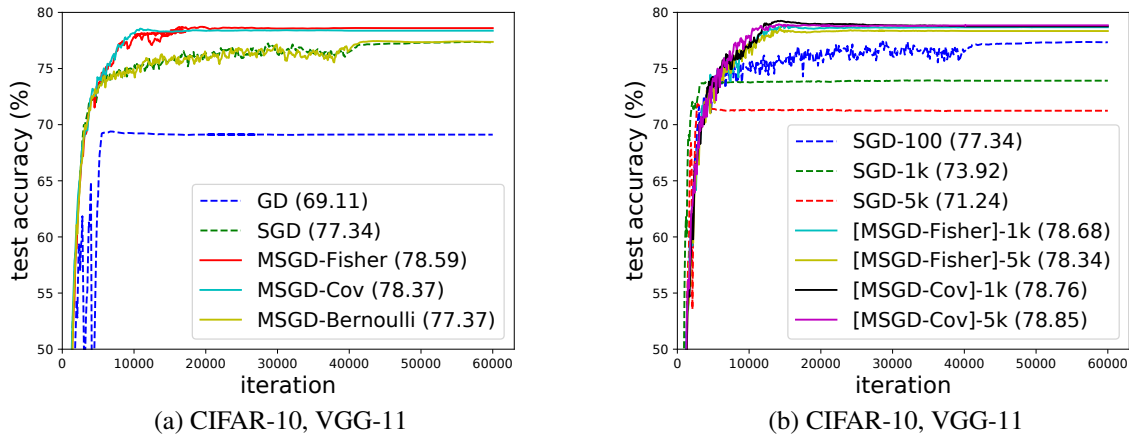 80
75
70
65
60
55
50
test accuracy (%)
GD (69.11)
SGD (77.34)
MSGD-Fisher (78.59)
MSGD-Cov (78.37)
MSGD-Bernoulli (77.37)
0 10000 20000 30000 40000 50000 60000
iteration
(a) CIFAR-10, VGG-11
80
75
70
65
60
55
50
test accuracy (%)
SGD-100 (77.34)
SGD-1k (73.92)
SGD-5k (71.24)
[MSGD-Fisher]-1k (78.68)
[MSGD-Fisher]-5k (78.34)
[MSGD-Cov]-1k (78.76)
[MSGD-Cov]-5k (78.85)
0 10000 20000 30000 40000 50000 60000
iteration
(b) CIFAR-10, VGG-11